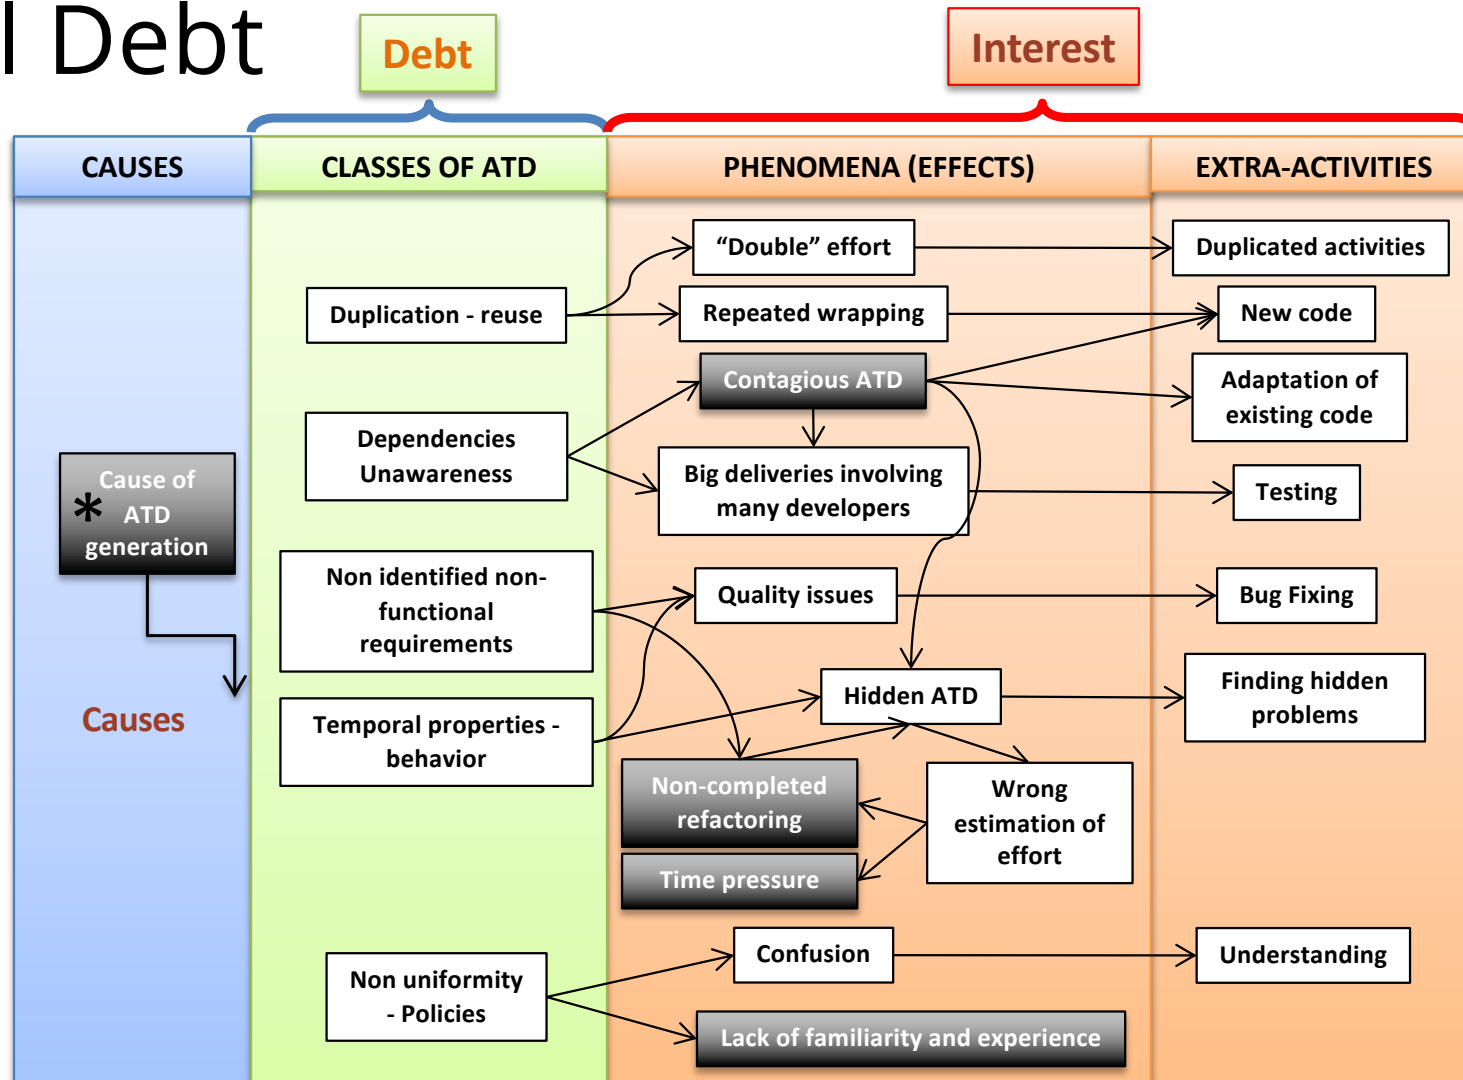 l Debt
Debt
Interest
CAUSES
CLASSES OF ATD
PHENOMENA (EFFECTS)
EXTRA-ACTIVITIES
“Double” effort
Duplicated activities
Duplication - reuse
Repeated wrapping
New code
Contagious ATD
Adaptation of
existing code
Dependencies
Unawareness
Big deliveries involving
many developers
Testing
Cause of
* ATD
generation
Non identified non-
functional
requirements
Quality issues
Bug Fixing
Hidden ATD
Finding hidden
problems
Causes
Temporal properties -
behavior
Non-completed
refactoring
Wrong
estimation of
effort
Time pressure
Confusion
Understanding
Non uniformity
- Policies
Lack of familiarity and experience